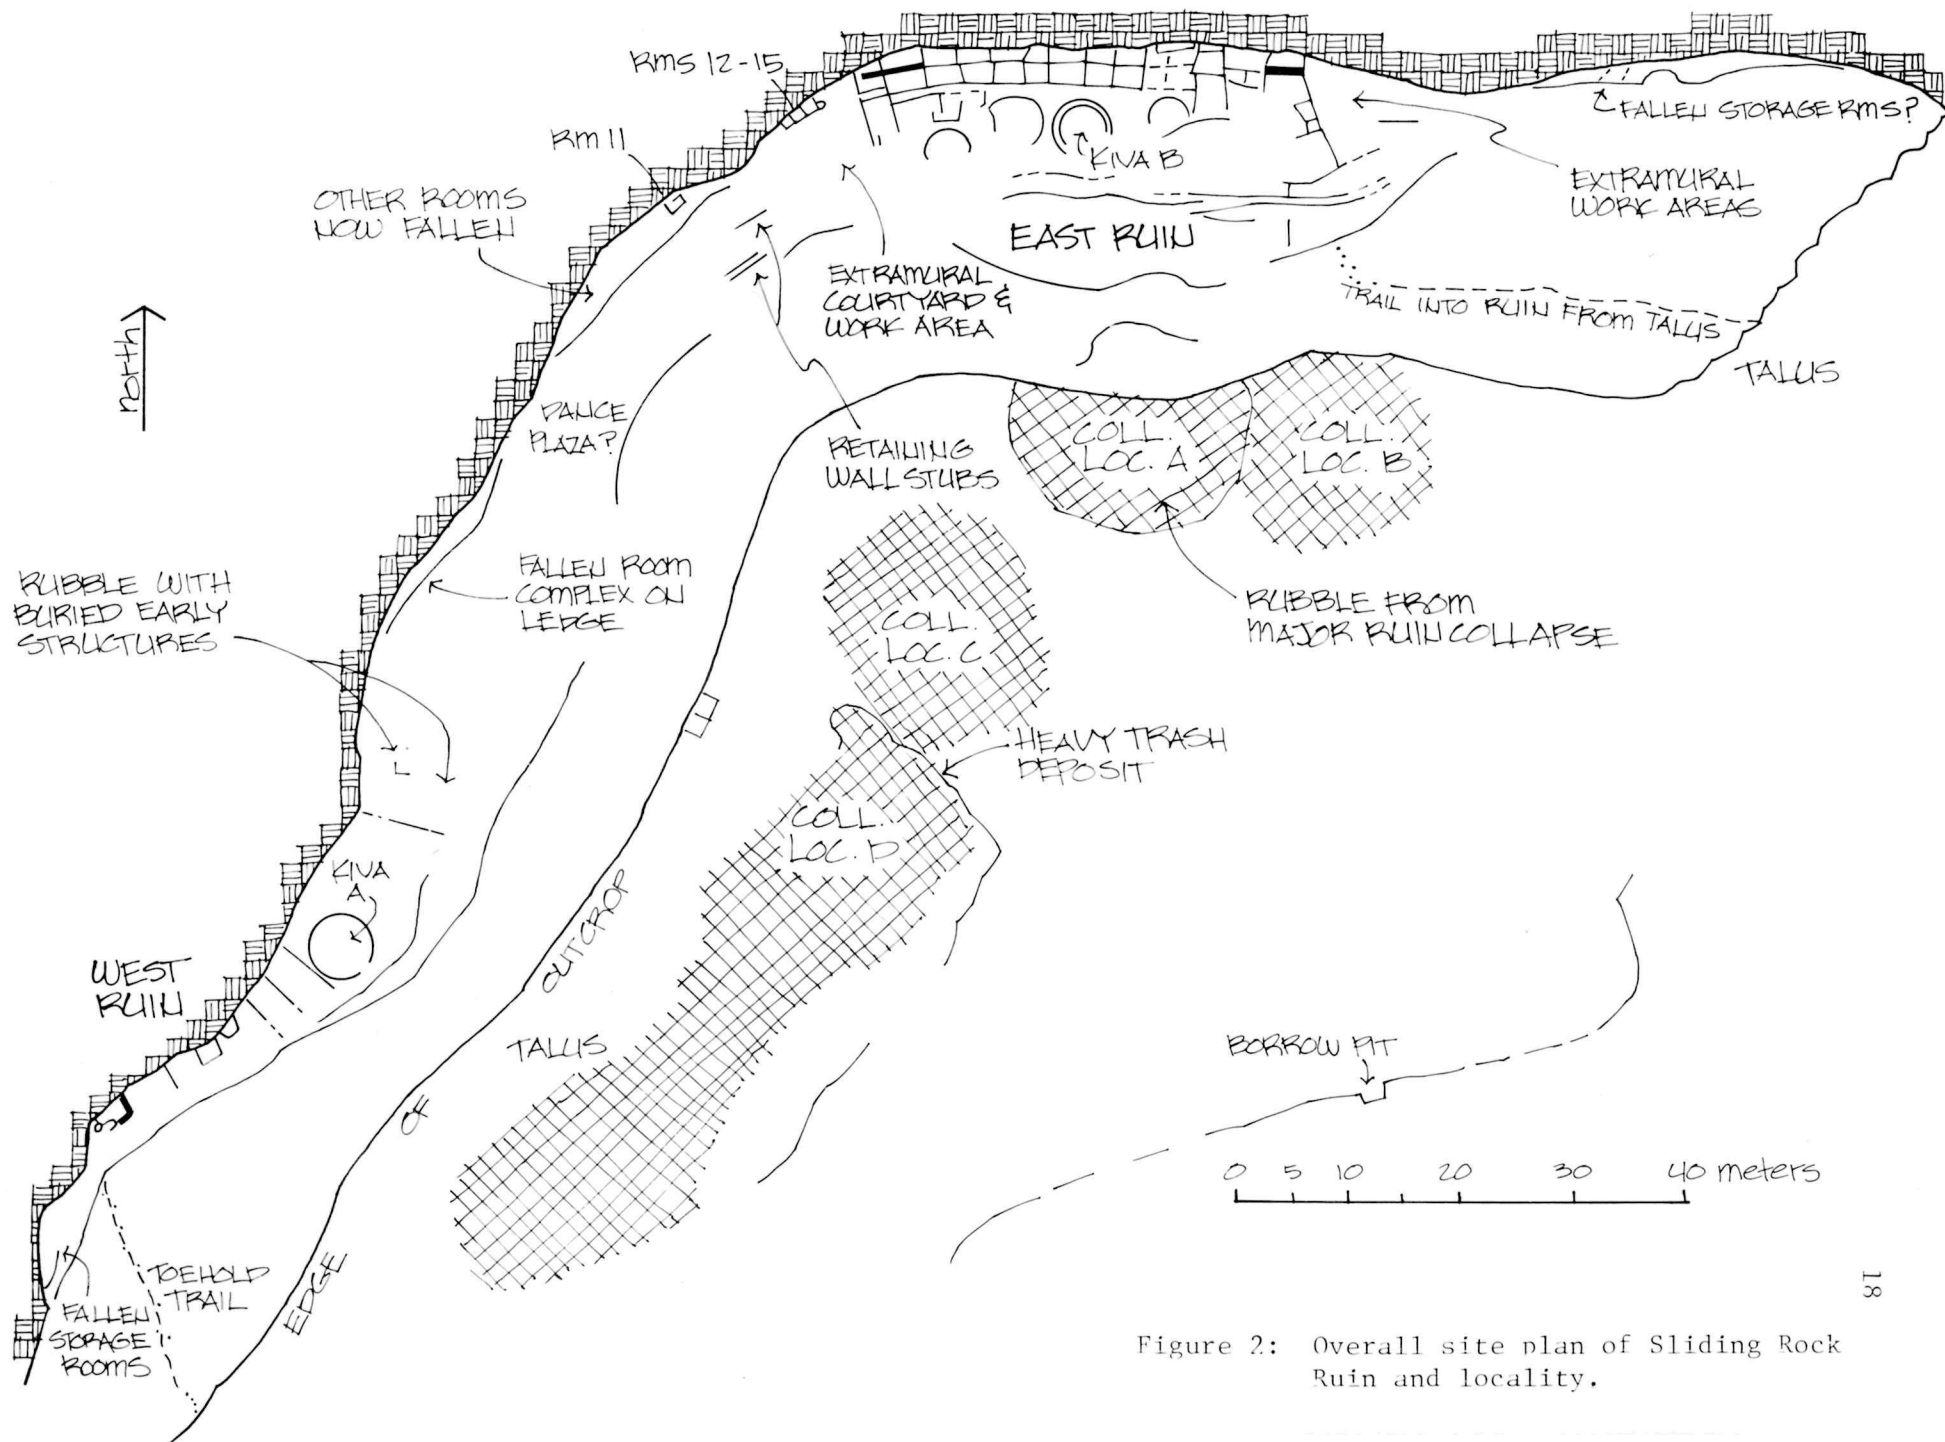 RMS 12-15
RM 11
OTHER ROOMS
NOW FALLEN
KIVA B
FALLEN STORAGE RMS?
EXTRAMURAL
WORK AREAS
EAST RUIN
EXTRAMURAL
COURTYARD &
WORK AREA
TRAIL INTO RUIN FROM TALUS
TALUS
north
DANCE
PLAZA?
RETAINING
WALL STUBS
COLL.
LOC. A
COLL.
LOC. B
RUBBLE WITH
BURIED EARLY
STRUCTURES
FALLEN ROOM
COMPLEX ON
LEDGE
COLL.
LOC. C
RUBBLE FROM
MAJOR RUIN COLLAPSE
HEAVY TRASH
DEPOSIT
COLL.
LOC. D
KIVA
A
WEST
RUIN
EDGE OF OUTCROP
TALUS
BORROW PIT
0 5 10 20 30 40 meters
TOEHOLD
TRAIL
FALLEN
STORAGE
ROOMS
18
Figure 2: Overall site plan of Sliding Rock
Ruin and locality.